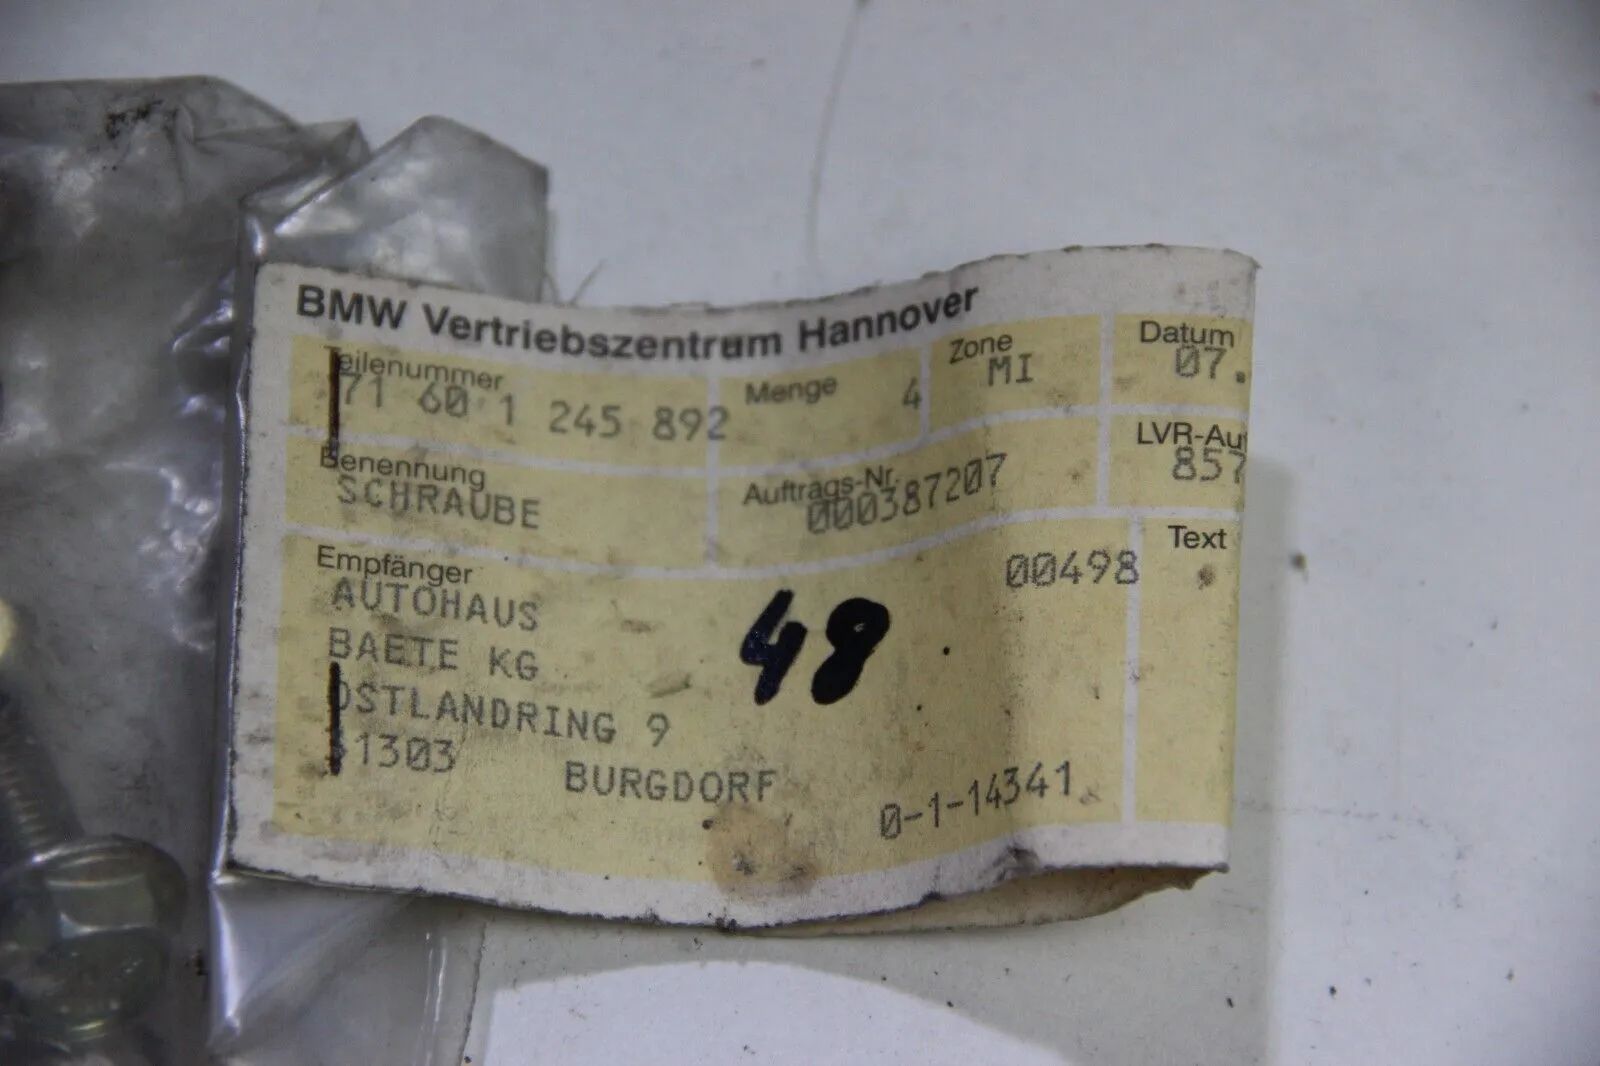 BMW Vertriebszentrum Hannover
Teilenummer Menge Zone Datum
71 60 1 245 892 4 MI 07.
Benennung Auftrags-Nr. LVR-Au
SCHRAUBE 000387207 857
Empfänger 00498 Text
AUTOHAUS
BAETE KG 48
OSTLANDRING 9
1303 BURGDORF 0-1-14341